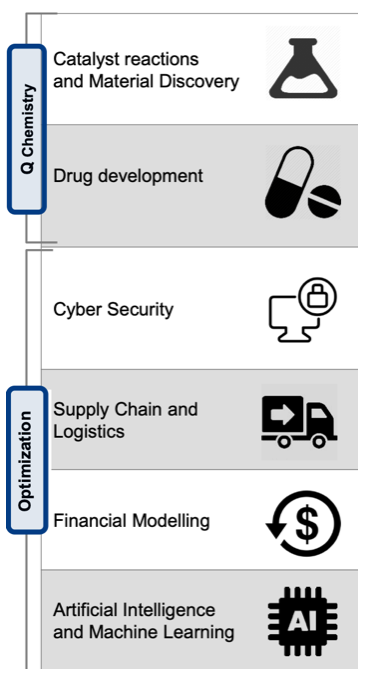 Q Chemistry
Catalyst reactions
and Material Discovery
Drug development
Optimization
Cyber Security
Supply Chain and
Logistics
Financial Modelling
$
Artificial Intelligence
and Machine Learning
AI